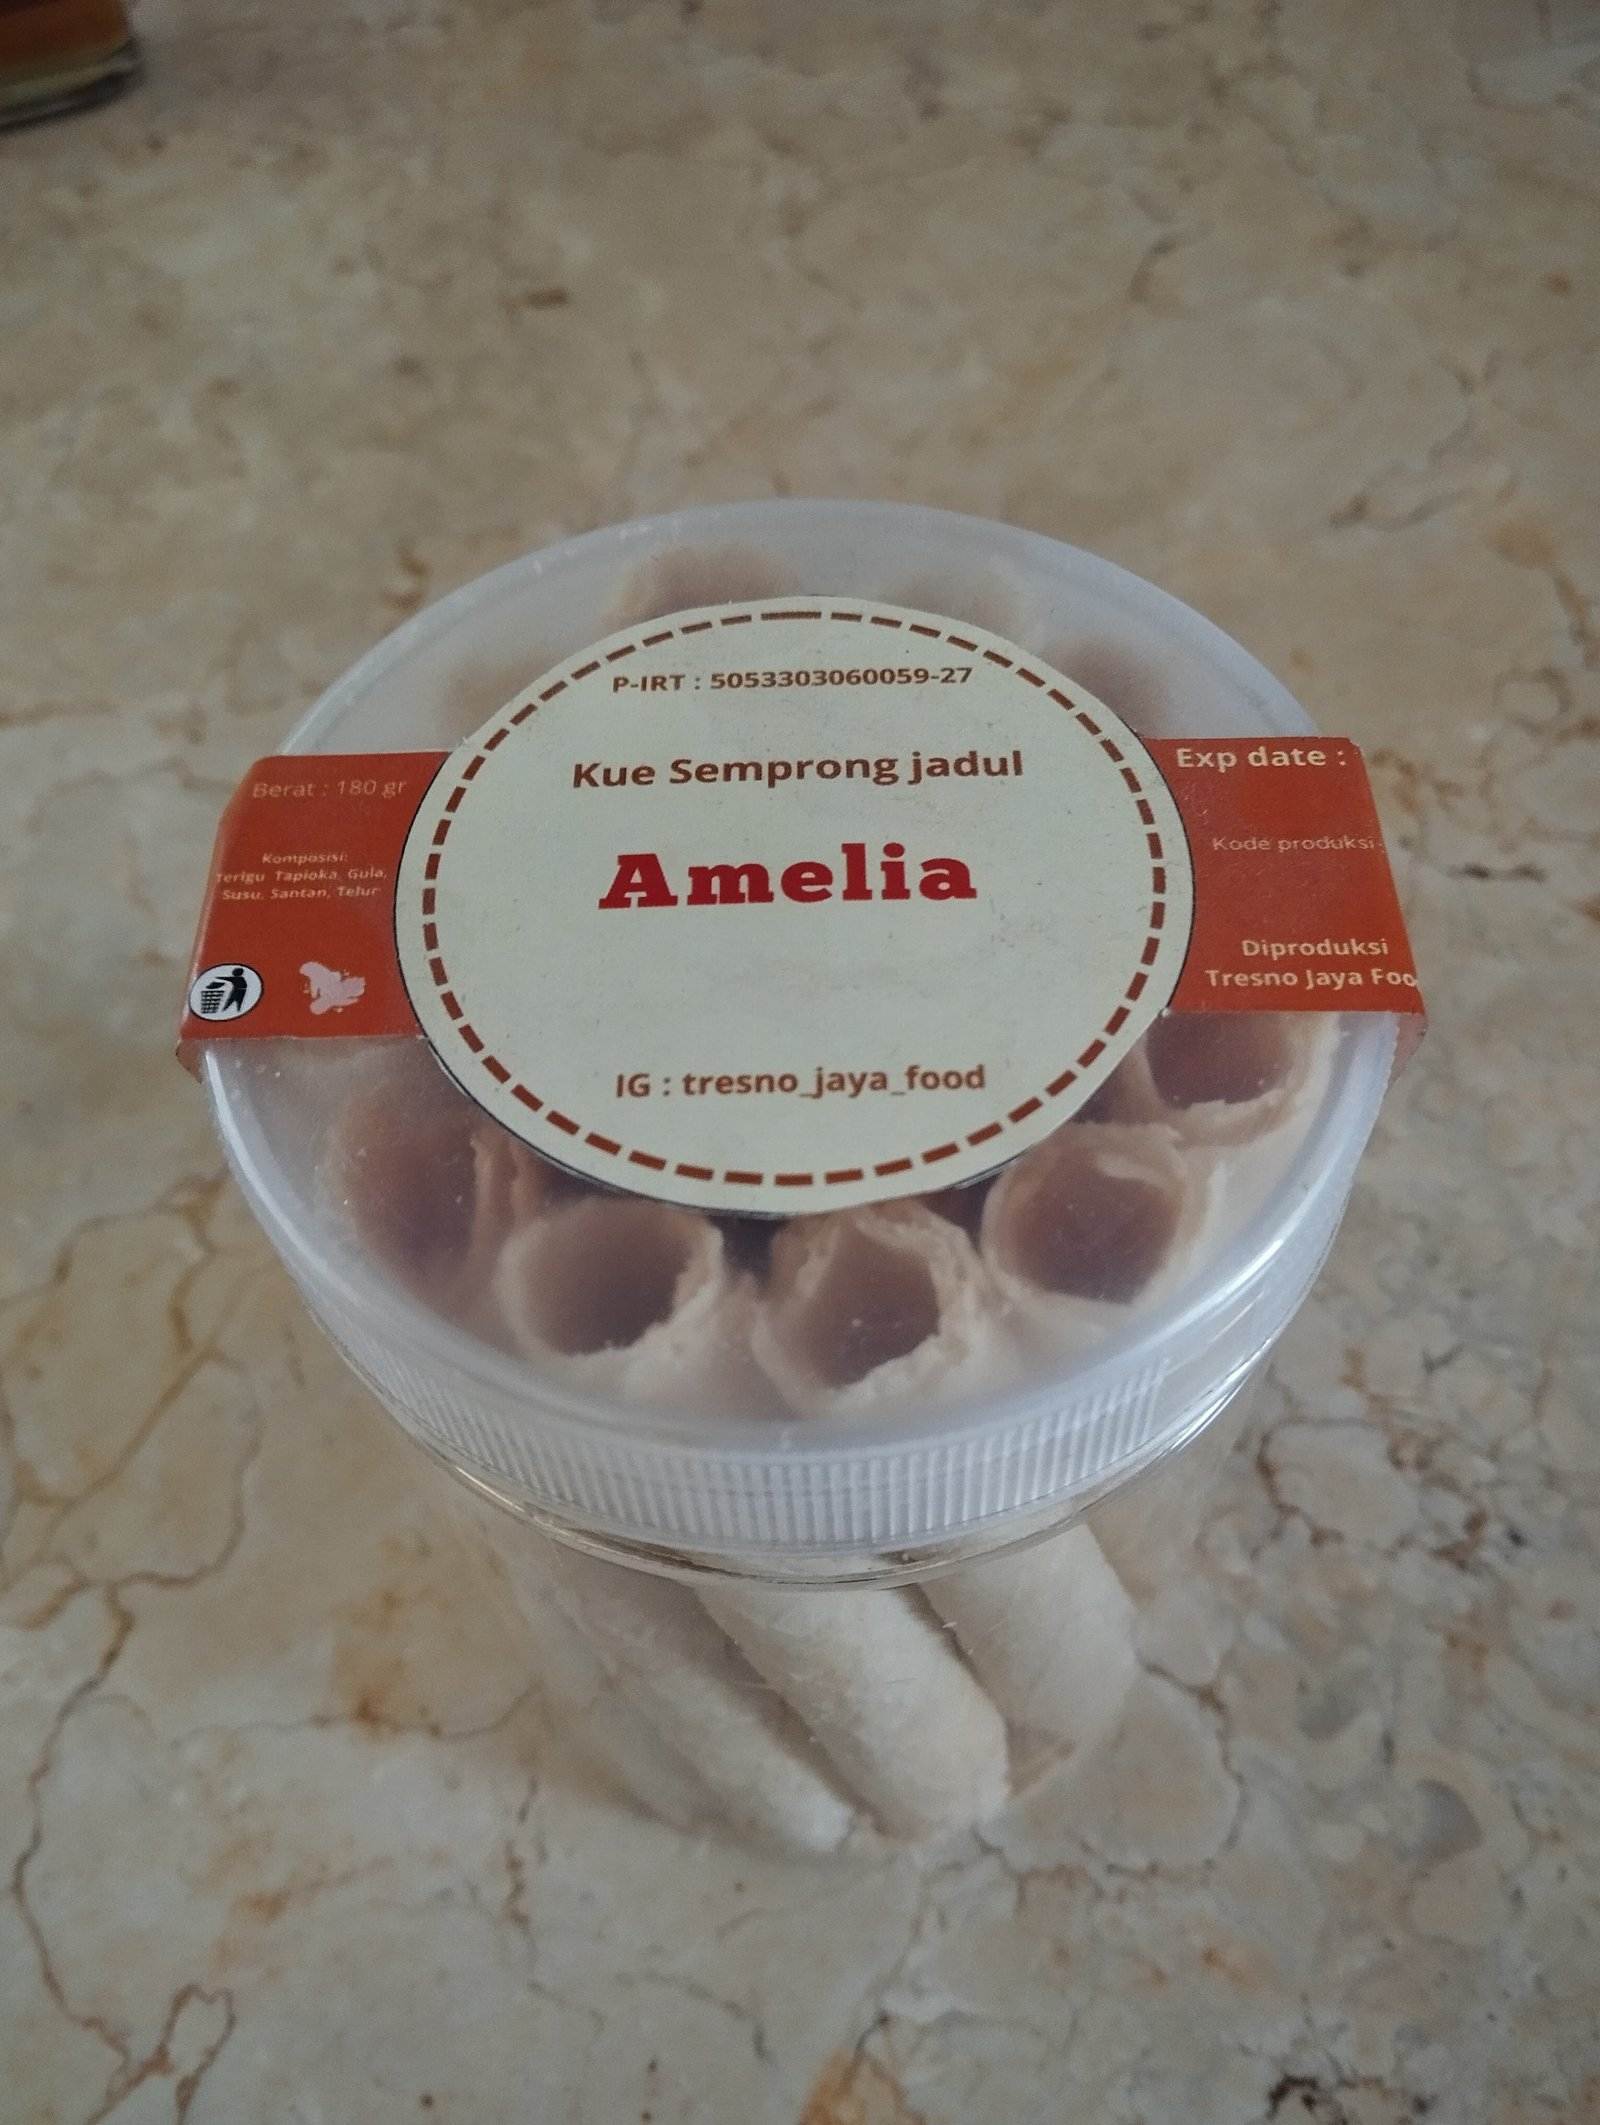 P-IRT : 5053303060059-27
Kue Semprong jadul
Amelia
IG : tresno_jaya_food
Berat : 180 gr
Komposisi:
Terigu Tapioka, Gula,
Susu, Santan, Telur
Exp date :
Kode produksi
Diproduksi
Tresno Jaya Foo